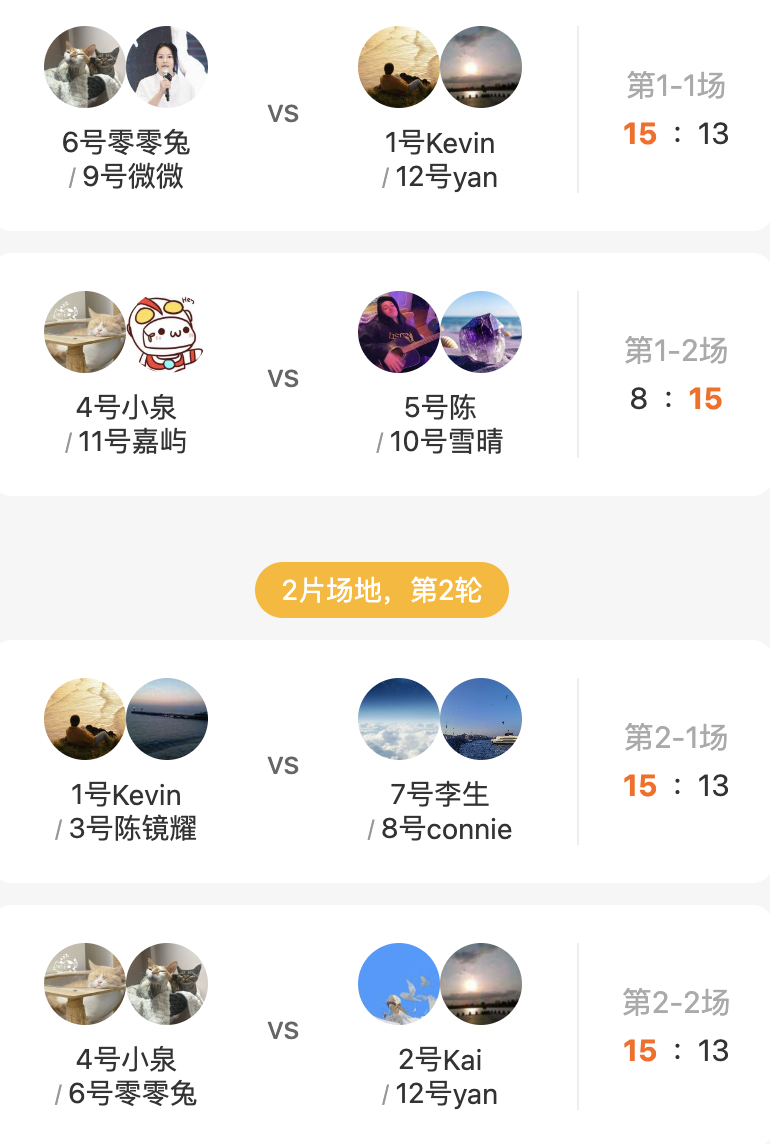 6号零零兔
/ 9号微微
VS
1号Kevin
/ 12号yan
第1-1场
15 : 13
Hey
4号小泉
/ 11号嘉屿
VS
5号陈
/ 10号雪晴
第1-2场
8 : 15
2片场地，第2轮
1号Kevin
/ 3号陈镜耀
VS
7号李生
/ 8号connie
第2-1场
15 : 13
4号小泉
/ 6号零零兔
VS
2号Kai
/ 12号yan
第2-2场
15 : 13